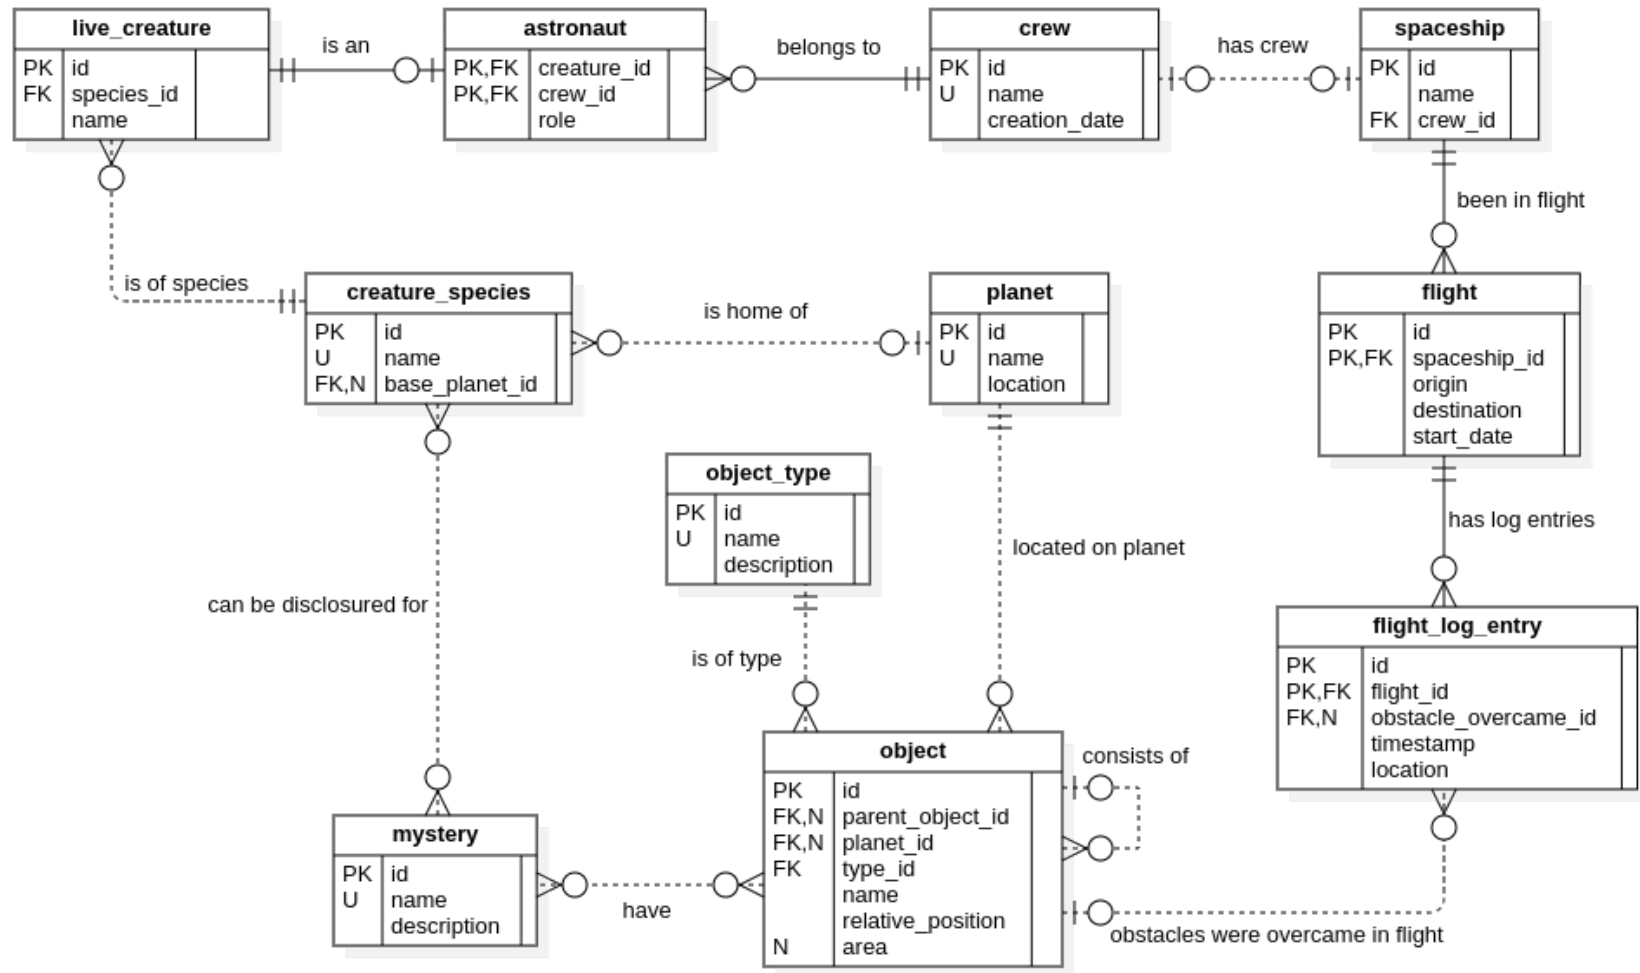 live_creature
PK id
FK species_id
name
is an
astronaut
PK,FK creature_id
PK,FK crew_id
role
belongs to
crew
PK id
U name
creation_date
has crew
spaceship
PK id
name
FK crew_id
been in flight
is of species
creature_species
PK id
U name
FK,N base_planet_id
is home of
planet
PK id
U name
location
flight
PK id
PK,FK spaceship_id
origin
destination
start_date
object_type
PK id
U name
description
has log entries
located on planet
can be disclosured for
is of type
flight_log_entry
PK id
PK,FK flight_id
FK,N obstacle_overcame_id
timestamp
location
object
PK id
FK,N parent_object_id
FK,N planet_id
FK type_id
name
relative_position
N area
consists of
mystery
PK id
U name
description
have
obstacles were overcame in flight